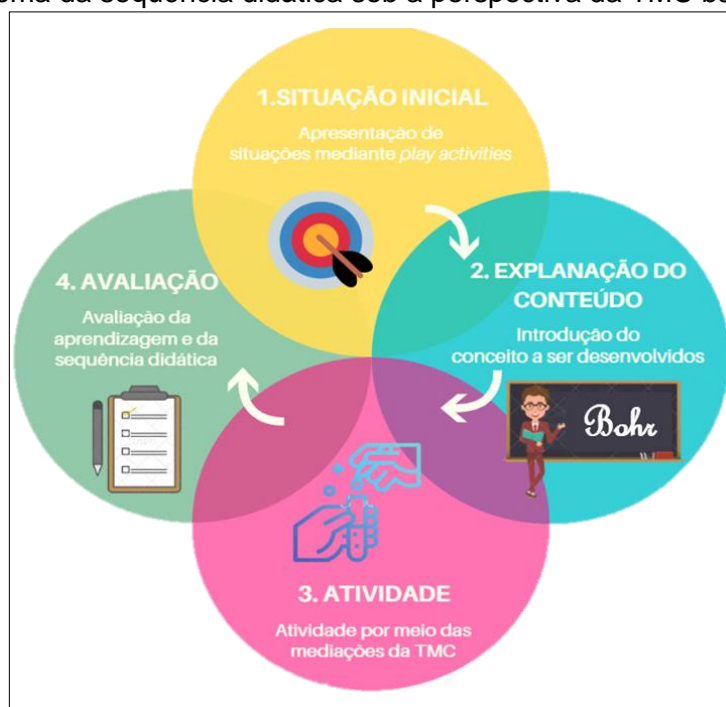 da sequência didática sob a perspectiva da TMC
1.SITUAÇÃO INICIAL
Apresentação de
situações mediante play activities
2. EXPLANAÇÃO DO
CONTEÚDO
Introdução do
conceito a ser desenvolvidos
Bohr
3. ATIVIDADE
Atividade por meio das
mediações da TMC
4. AVALIAÇÃO
Avaliação da
aprendizagem e da
sequência didática